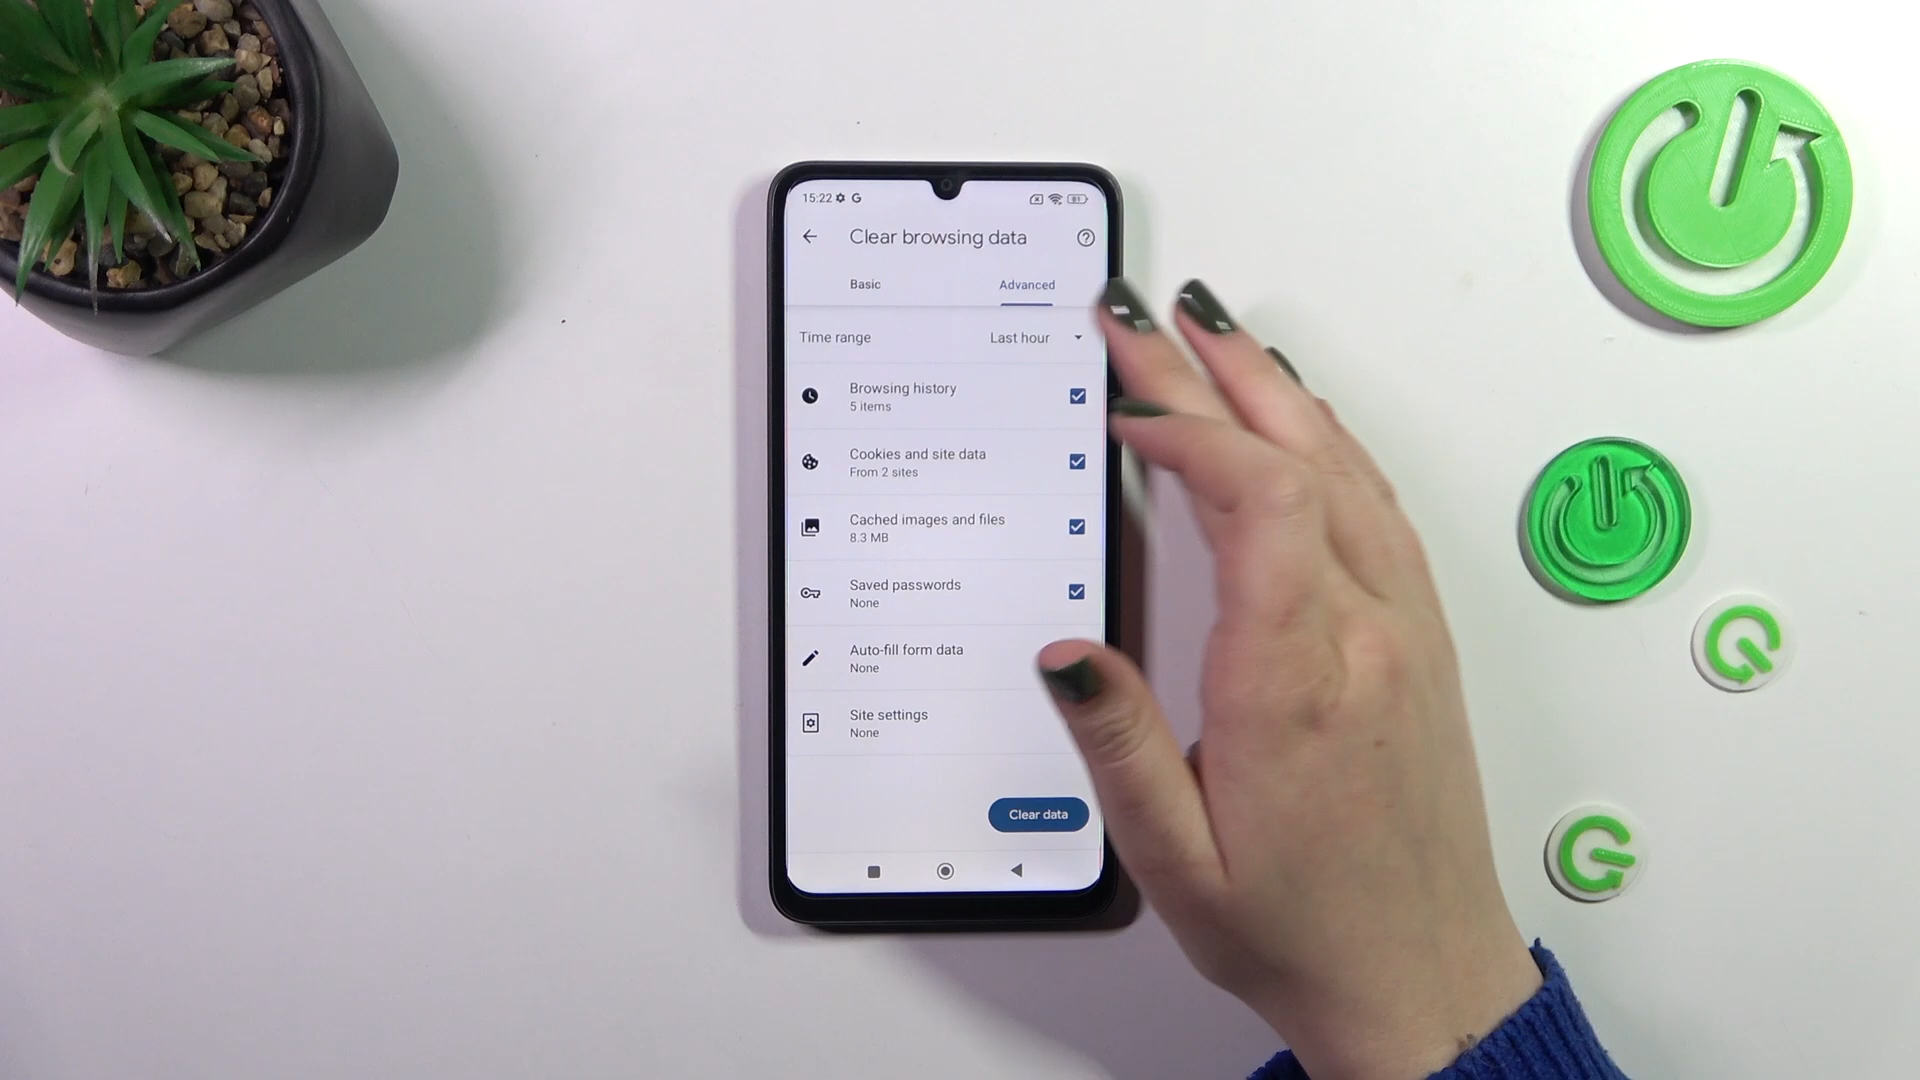 15:22 G 81
Clear browsing data
Basic Advanced
Time range Last hour
Browsing history
5 items
Cookies and site data
From 2 sites
Cached images and files
8.3 MB
Saved passwords
None
Auto-fill form data
None
Site settings
None
Clear data